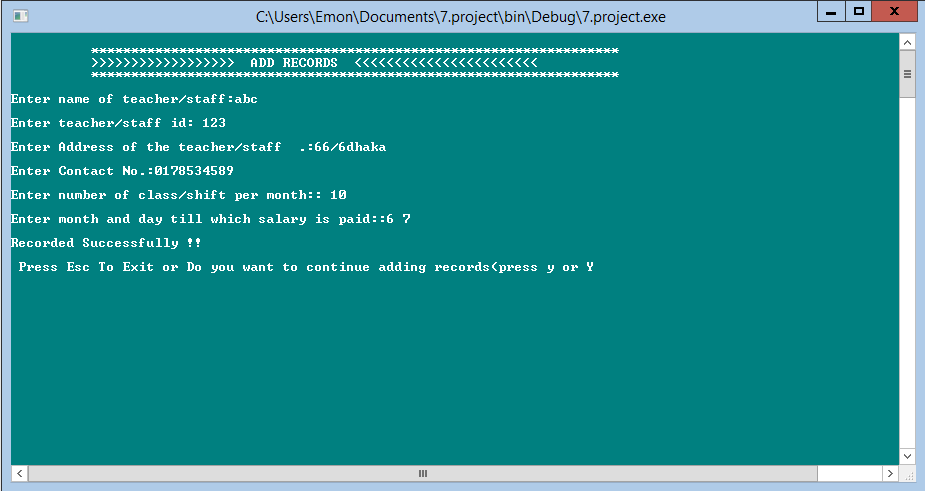 C:\Users\Emon\Documents\7.project\bin\Debug\7.project.exe
******************************************************************
>>>>>>>>>>>>>>>>>> ADD RECORDS <<<<<<<<<<<<<<<<<<<<<<<
******************************************************************
Enter name of teacher/staff:abc
Enter teacher/staff id: 123
Enter Address of the teacher/staff  .:66/6dhaka
Enter Contact No.:0178534589
Enter number of class/shift per month:: 10
Enter month and day till which salary is paid::6 7
Recorded Successfully !!
Press Esc To Exit or Do you want to continue adding records<press y or Y